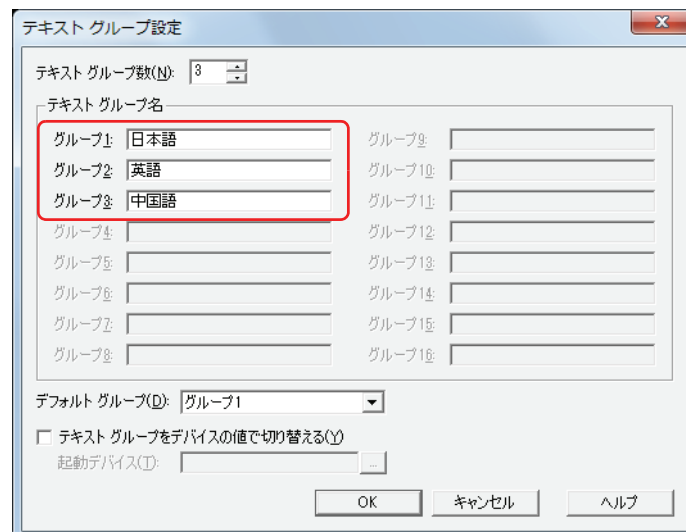 テキスト グループ設定
テキスト グループ数(N): 3
テキスト グループ名
グループ1: 日本語
グループ2: 英語
グループ3: 中国語
グループ4:
グループ5:
グループ6:
グループ7:
グループ8:
グループ9:
グループ10:
グループ11:
グループ12:
グループ13:
グループ14:
グループ15:
グループ16:
デフォルト グループ(D): グループ1
テキスト グループをデバイスの値で切り替える(Y)
起動デバイス(T): ...
OK キャンセル ヘルプ